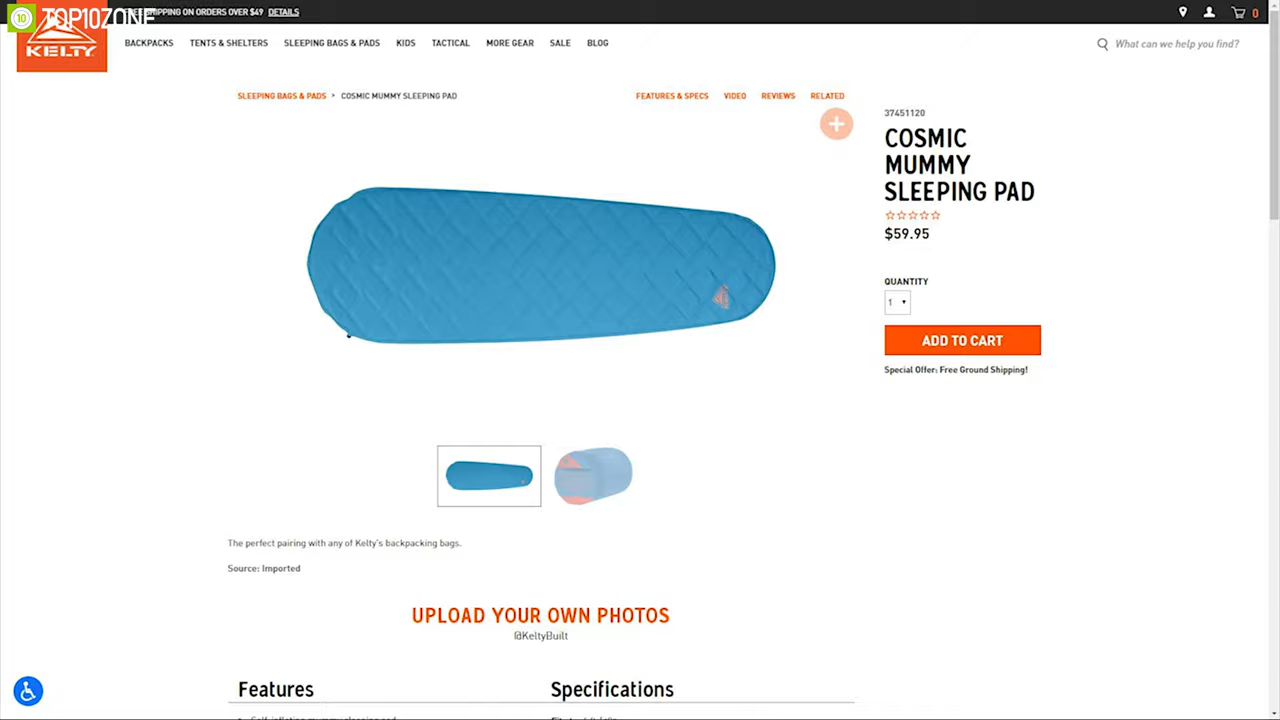 TOP10ZONE
10
SHIPPING ON ORDERS OVER $49 DETAILS
0
KELTY
BACKPACKS TENTS & SHELTERS SLEEPING BAGS & PADS KIDS TACTICAL MORE GEAR SALE BLOG
What can we help you find?
SLEEPING BAGS & PADS > COSMIC MUMMY SLEEPING PAD
FEATURES & SPECS VIDEO REVIEWS RELATED
37451120
COSMIC
MUMMY
SLEEPING PAD
$59.95
QUANTITY
1
ADD TO CART
Special Offer: Free Ground Shipping!
The perfect pairing with any of Kelty's backpacking bags.
Source: Imported
UPLOAD YOUR OWN PHOTOS
@KeltyBuilt
Features
Specifications